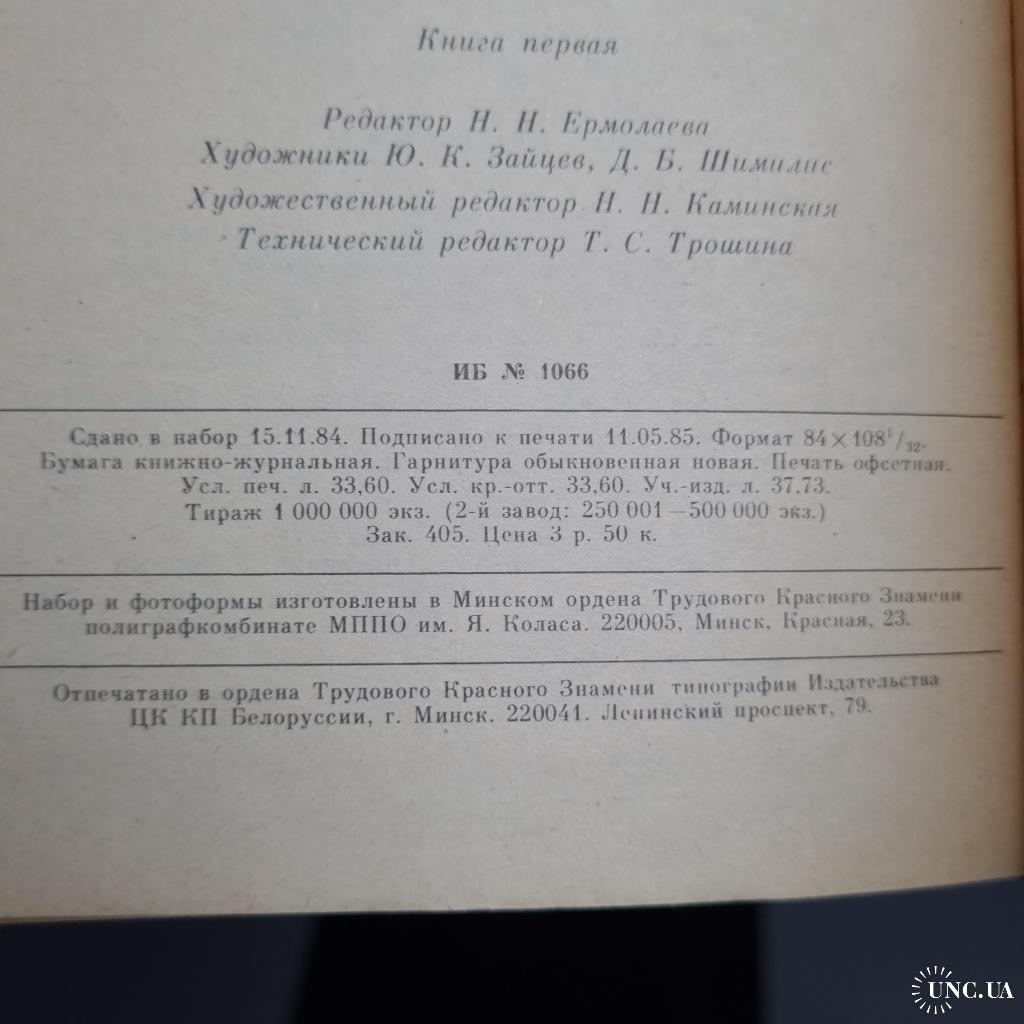 Книга первая
Редактор Н. Н. Ермолаева
Художники Ю. К. Зайцев, Д. Б. Шимилис
Художественный редактор Н. Н. Каминская
Технический редактор Т. С. Трошина
ИБ № 1066
Сдано в набор 15.11.84. Подписано к печати 11.05.85. Формат 84×108¹/₃₂.
Бумага книжно-журнальная. Гарнитура обыкновенная новая. Печать офсетная.
Усл. печ. л. 33,60. Усл. кр.-отт. 33,60. Уч.-изд. л. 37,73.
Тираж 1 000 000 экз. (2-й завод: 250 001—500 000 экз.)
Зак. 405. Цена 3 р. 50 к.
Набор и фотоформы изготовлены в Минском ордена Трудового Красного Знамени
полиграфкомбинате МППО им. Я. Коласа. 220005, Минск, Красная, 23.
Отпечатано в ордена Трудового Красного Знамени типографии Издательства
ЦК КП Белоруссии, г. Минск. 220041. Ленинский проспект, 79.
UNC.UA